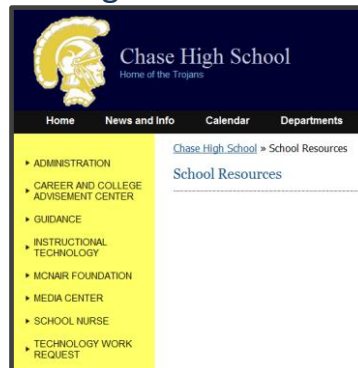 Chase High School
Home of the Trojans
Home News and Info Calendar Departments
Chase High School » School Resources
School Resources
ADMINISTRATION
CAREER AND COLLEGE
ADVISEMENT CENTER
GUIDANCE
INSTRUCTIONAL
TECHNOLOGY
MCNAIR FOUNDATION
MEDIA CENTER
SCHOOL NURSE
TECHNOLOGY WORK
REQUEST